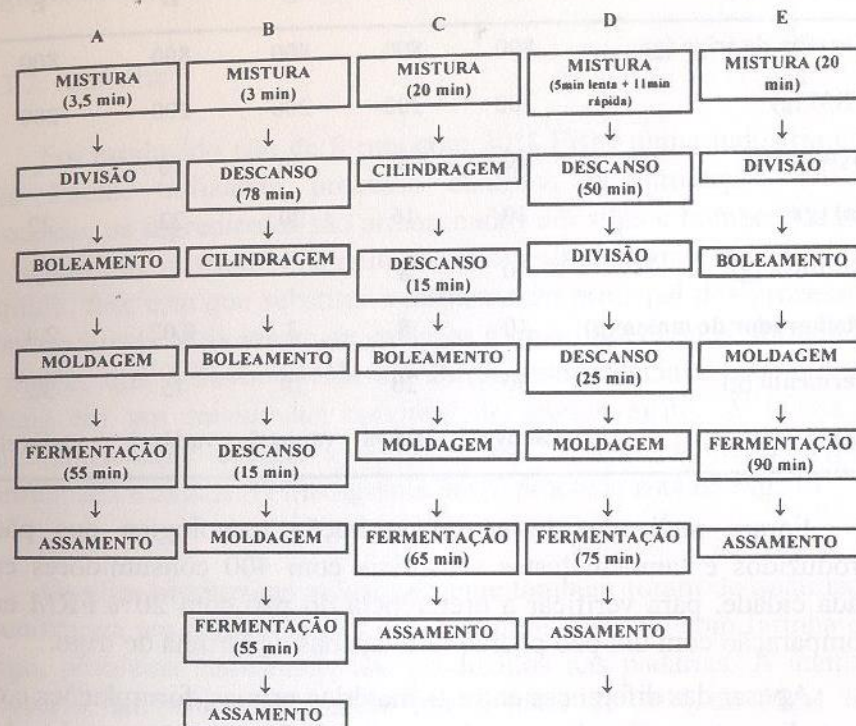 A
MISTURA
(3,5 min)
DIVISÃO
BOLEAMENTO
MOLDAGEM
FERMENTAÇÃO
(55 min)
ASSAMENTO
B
MISTURA
(3 min)
DESCANSO
(78 min)
CILINDRAGEM
BOLEAMENTO
DESCANSO
(15 min)
MOLDAGEM
FERMENTAÇÃO
(55 min)
ASSAMENTO
C
MISTURA
(20 min)
CILINDRAGEM
DESCANSO
(15 min)
BOLEAMENTO
MOLDAGEM
FERMENTAÇÃO
(65 min)
ASSAMENTO
D
MISTURA
(5min lenta + 11min
rápida)
DESCANSO
(50 min)
DIVISÃO
DESCANSO
(25 min)
MOLDAGEM
FERMENTAÇÃO
(75 min)
ASSAMENTO
E
MISTURA (20
min)
DIVISÃO
BOLEAMENTO
MOLDAGEM
FERMENTAÇÃO
(90 min)
ASSAMENTO